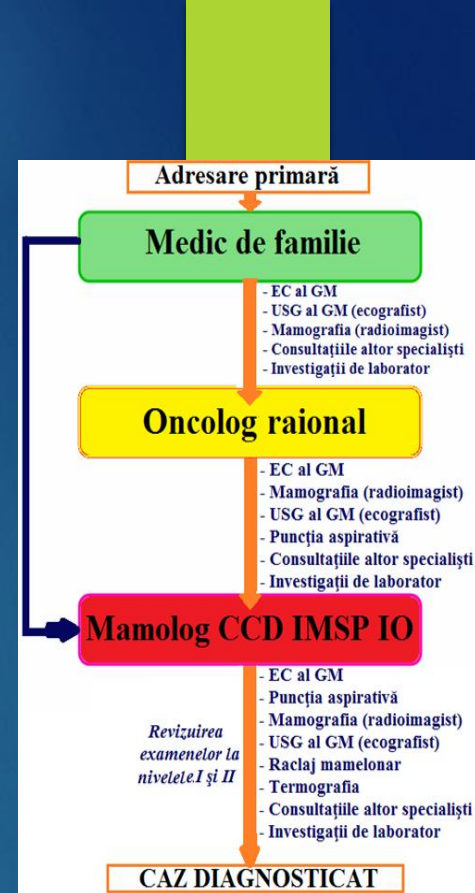 Adresare primară
Medic de familie
- EC al GM
- USG al GM (ecografist)
- Mamografia (radioimagist)
- Consultațiile altor specialiști
- Investigații de laborator
Oncolog raional
- EC al GM
- Mamografia (radioimagist)
- USG al GM (ecografist)
- Puncția aspirativă
- Consultațiile altor specialiști
- Investigații de laborator
Mamolog CCD IMSP IO
- EC al GM
- Puncția aspirativă
- Mamografia (radioimagist)
- USG al GM (ecografist)
- Raclaj mamelonar
- Termografia
- Consultațiile altor specialiști
- Investigații de laborator
Revizuirea
examenelor la
nivelele.I și II
CAZ DIAGNOSTICAT